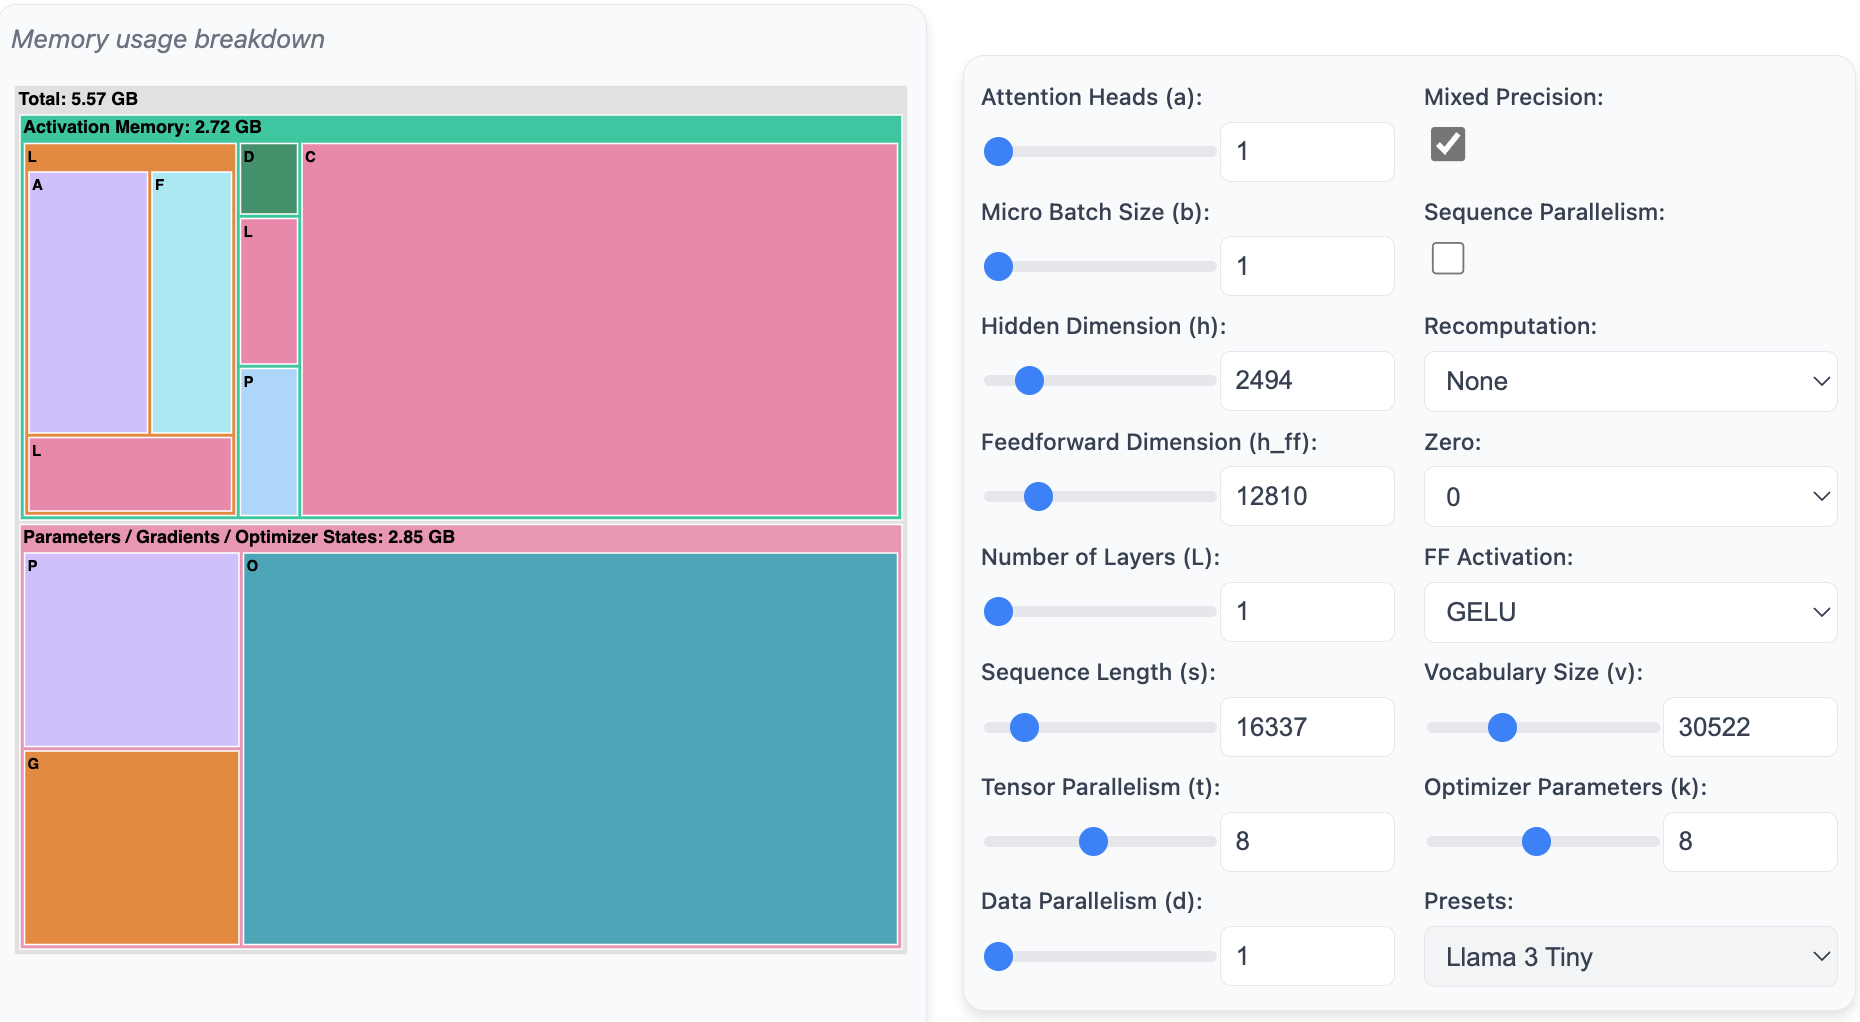 Memory usage breakdown
Total: 5.57 GB
Activation Memory: 2.72 GB
L
A
F
L
D
L
P
C
Parameters / Gradients / Optimizer States: 2.85 GB
P
G
O
Attention Heads (a):
1
Micro Batch Size (b):
1
Hidden Dimension (h):
2494
Feedforward Dimension (h_ff):
12810
Number of Layers (L):
1
Sequence Length (s):
16337
Tensor Parallelism (t):
8
Data Parallelism (d):
1
Mixed Precision:
Sequence Parallelism:
Recomputation:
None
Zero:
0
FF Activation:
GELU
Vocabulary Size (v):
30522
Optimizer Parameters (k):
8
Presets:
Llama 3 Tiny